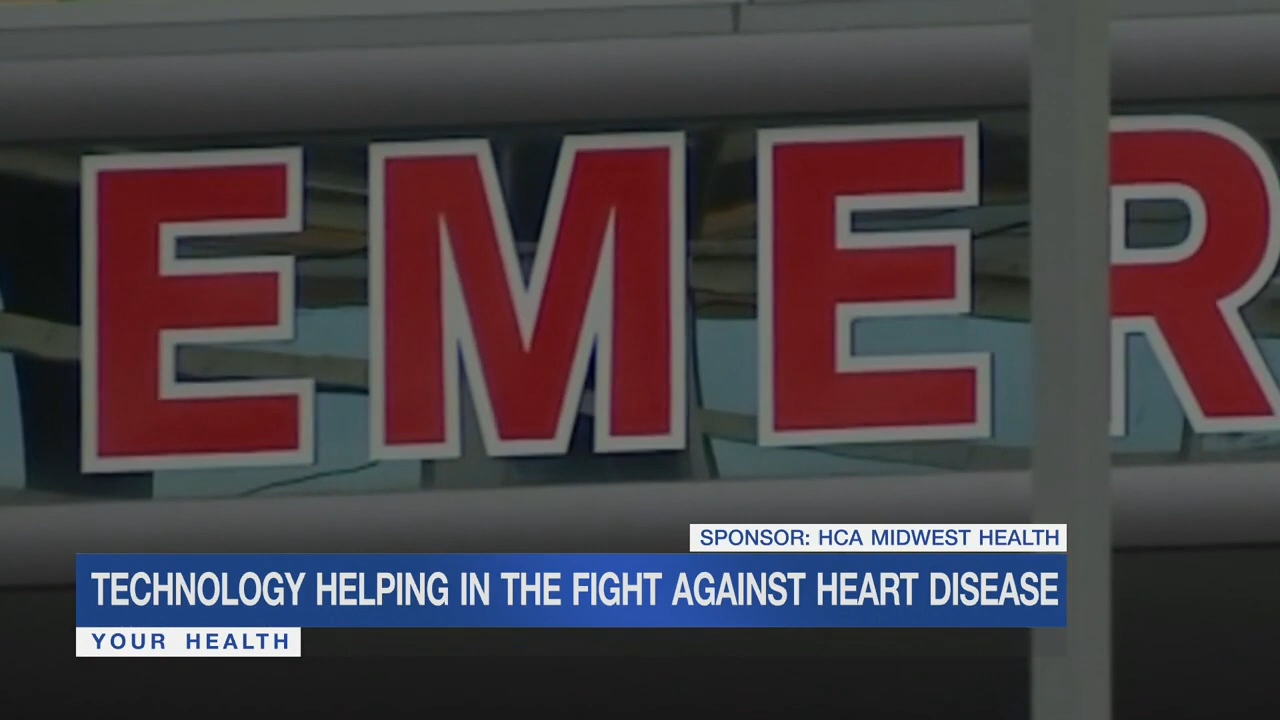 EMER
SPONSOR: HCA MIDWEST HEALTH
TECHNOLOGY HELPING IN THE FIGHT AGAINST HEART DISEASE
YOUR HEALTH